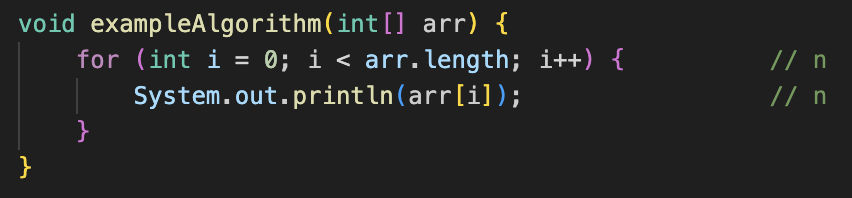 void exampleAlgorithm(int[] arr) {
    for (int i = 0; i < arr.length; i++) {          // n
        System.out.println(arr[i]);                 // n
    }
}